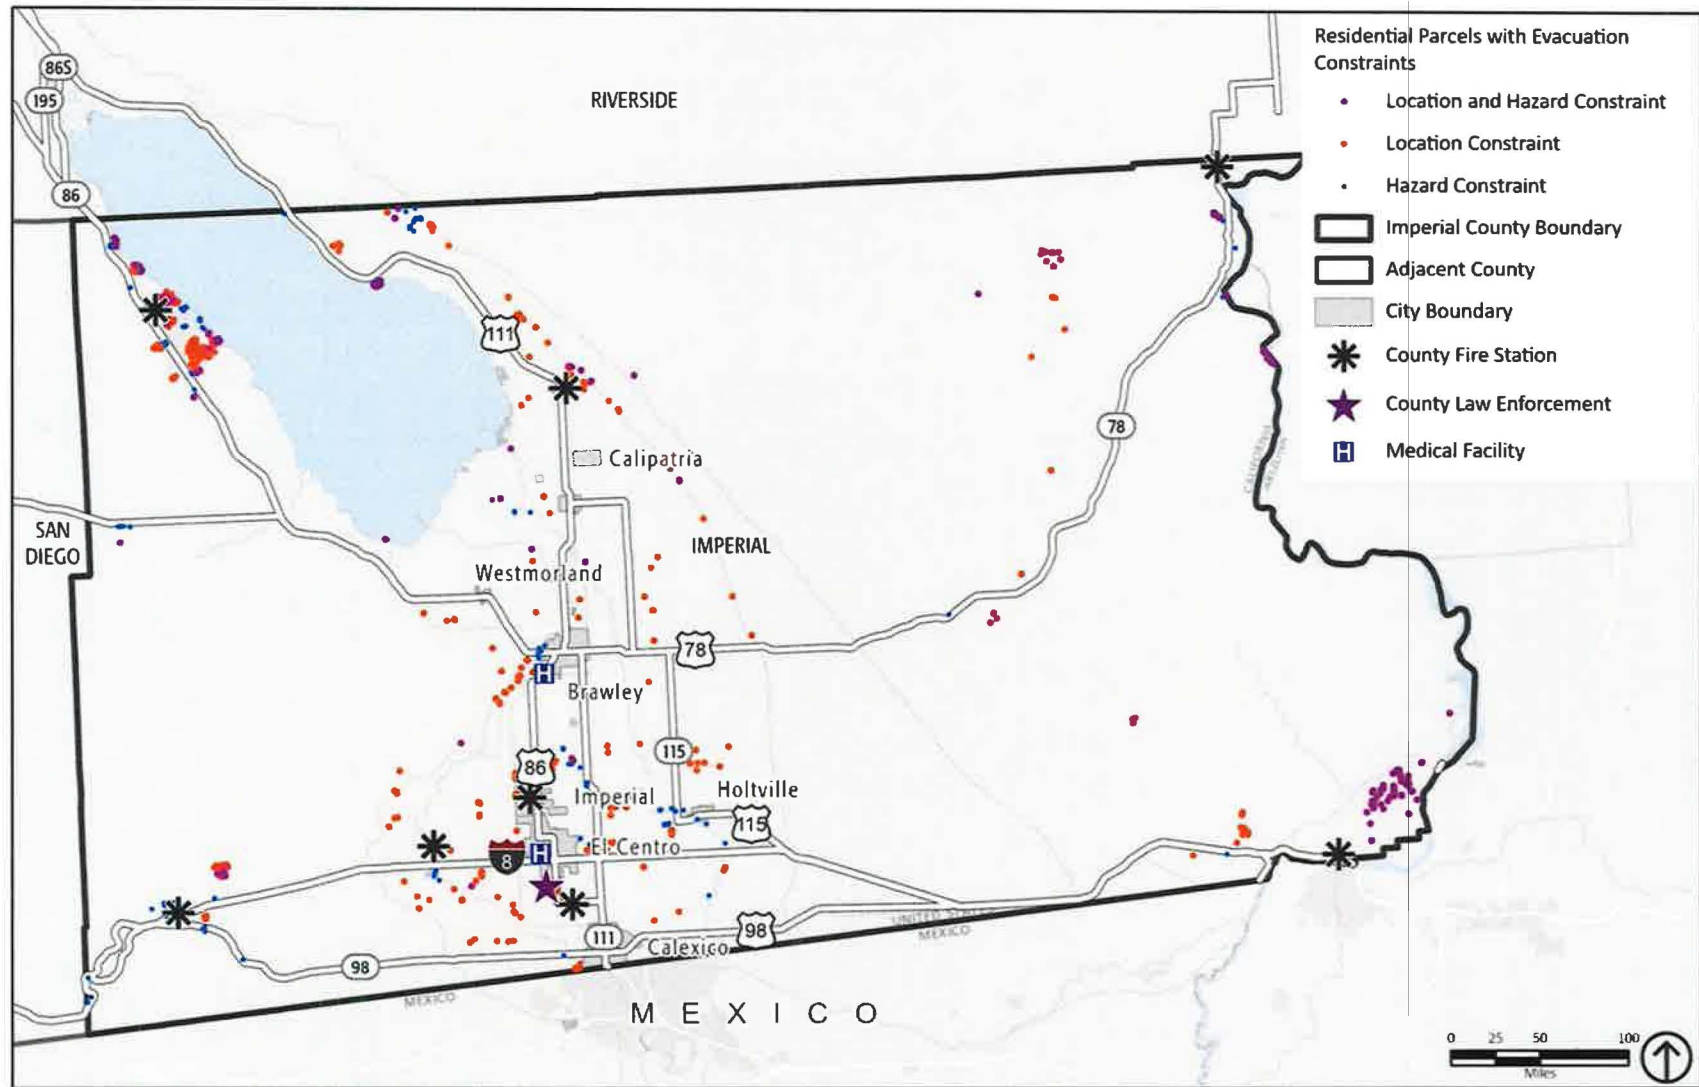 Residential Parcels with Evacuation
Constraints
Location and Hazard Constraint
Location Constraint
Hazard Constraint
Imperial County Boundary
Adjacent County
City Boundary
County Fire Station
County Law Enforcement
H Medical Facility
86S
195
RIVERSIDE
86
111
78
Calipatria
SAN
DIEGO
IMPERIAL
Westmorland
78
H
Brawley
115
86
Imperial
Holtville
115
8
H
El Centro
111
98
Calexico
98
UNITED STATES
MEXICO
MEXICO
CALIFORNIA
MEXICO
0 25 50 100
Miles